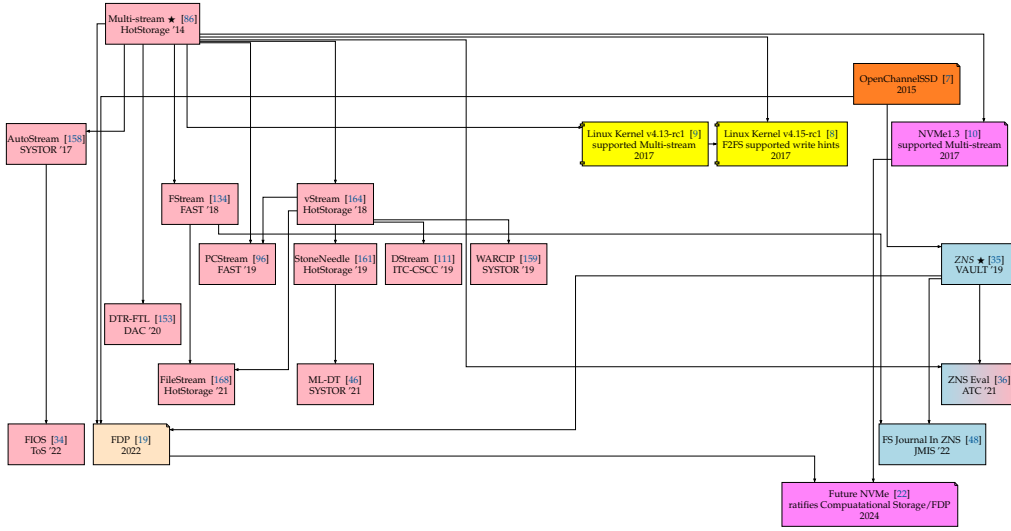 Multi-stream ★ [86]
HotStorage '14
OpenChannelSSD [7]
2015
AutoStream [158]
SYSTOR '17
Linux Kernel v4.13-rc1 [9]
supported Multi-stream
2017
Linux Kernel v4.15-rc1 [8]
F2FS supported write hints
2017
NVMe1.3 [10]
supported Multi-stream
2017
FStream [134]
FAST '18
vStream [164]
HotStorage '18
PCStream [96]
FAST '19
StoneNeedle [161]
HotStorage '19
DStream [111]
ITC-CSCC '19
WARCIP [159]
SYSTOR '19
ZNS ★ [35]
VAULT '19
DTR-FTL [153]
DAC '20
FileStream [168]
HotStorage '21
ML-DT [46]
SYSTOR '21
ZNS Eval [36]
ATC '21
FIOS [34]
ToS '22
FDP [19]
2022
FS Journal In ZNS [48]
JMIS '22
Future NVMe [22]
ratifies Compuatational Storage/FDP
2024